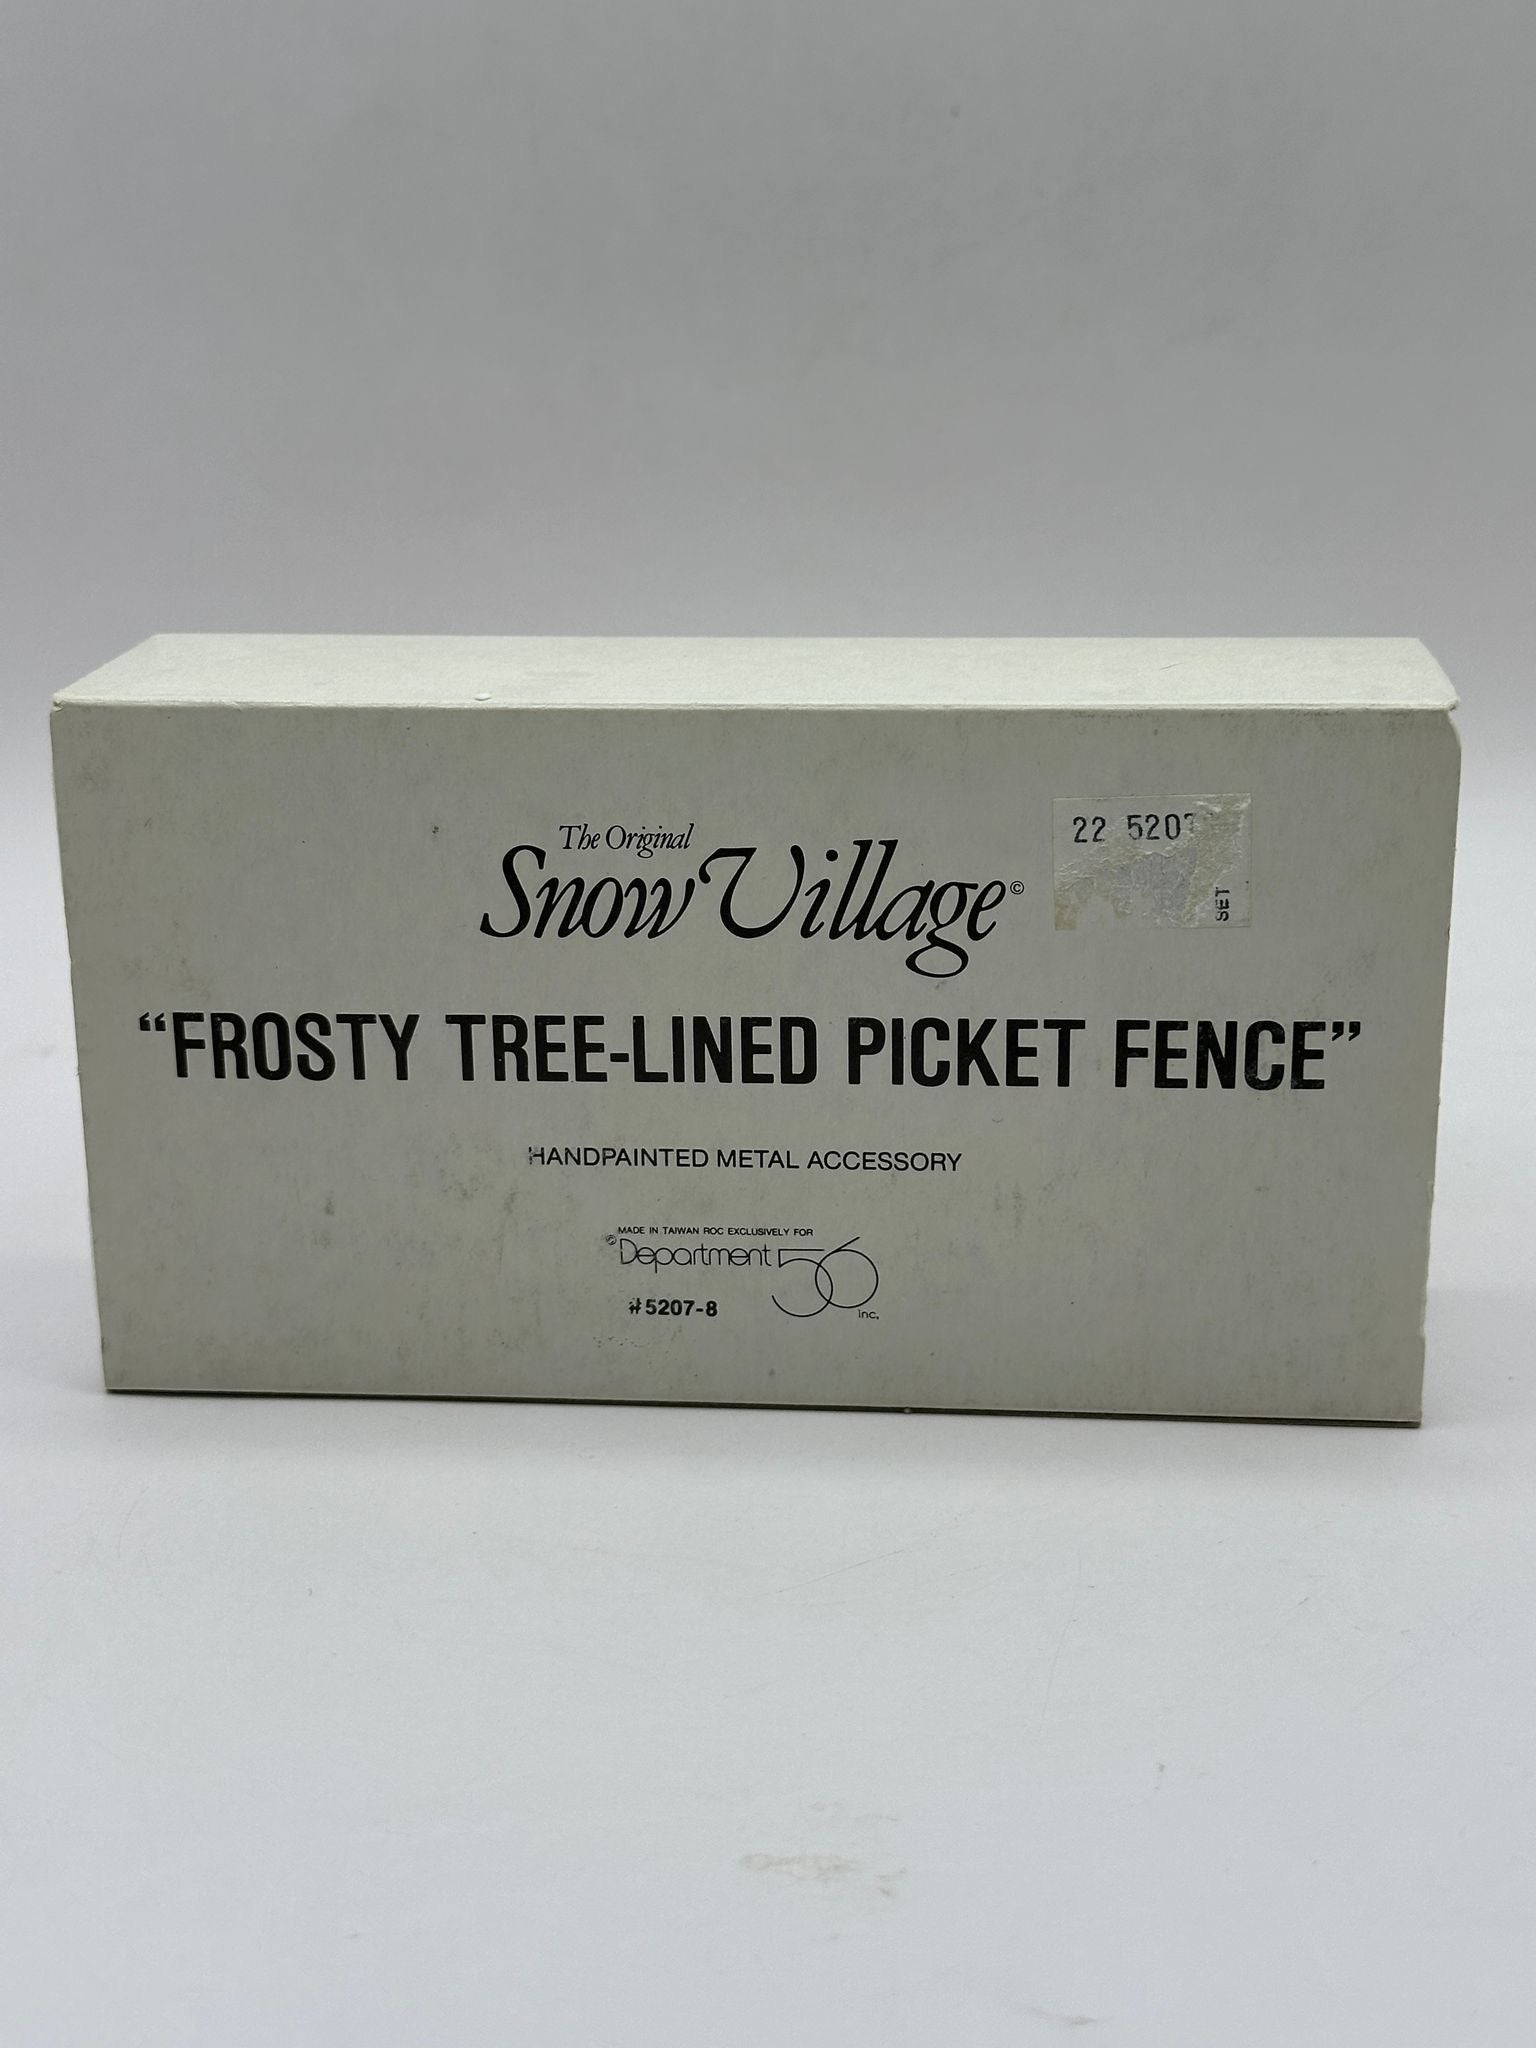 The Original
Snow Village©
22 5207
SET
“FROSTY TREE-LINED PICKET FENCE”
HANDPAINTED METAL ACCESSORY
MADE IN TAIWAN ROC EXCLUSIVELY FOR
©Department 56
inc.
#5207-8